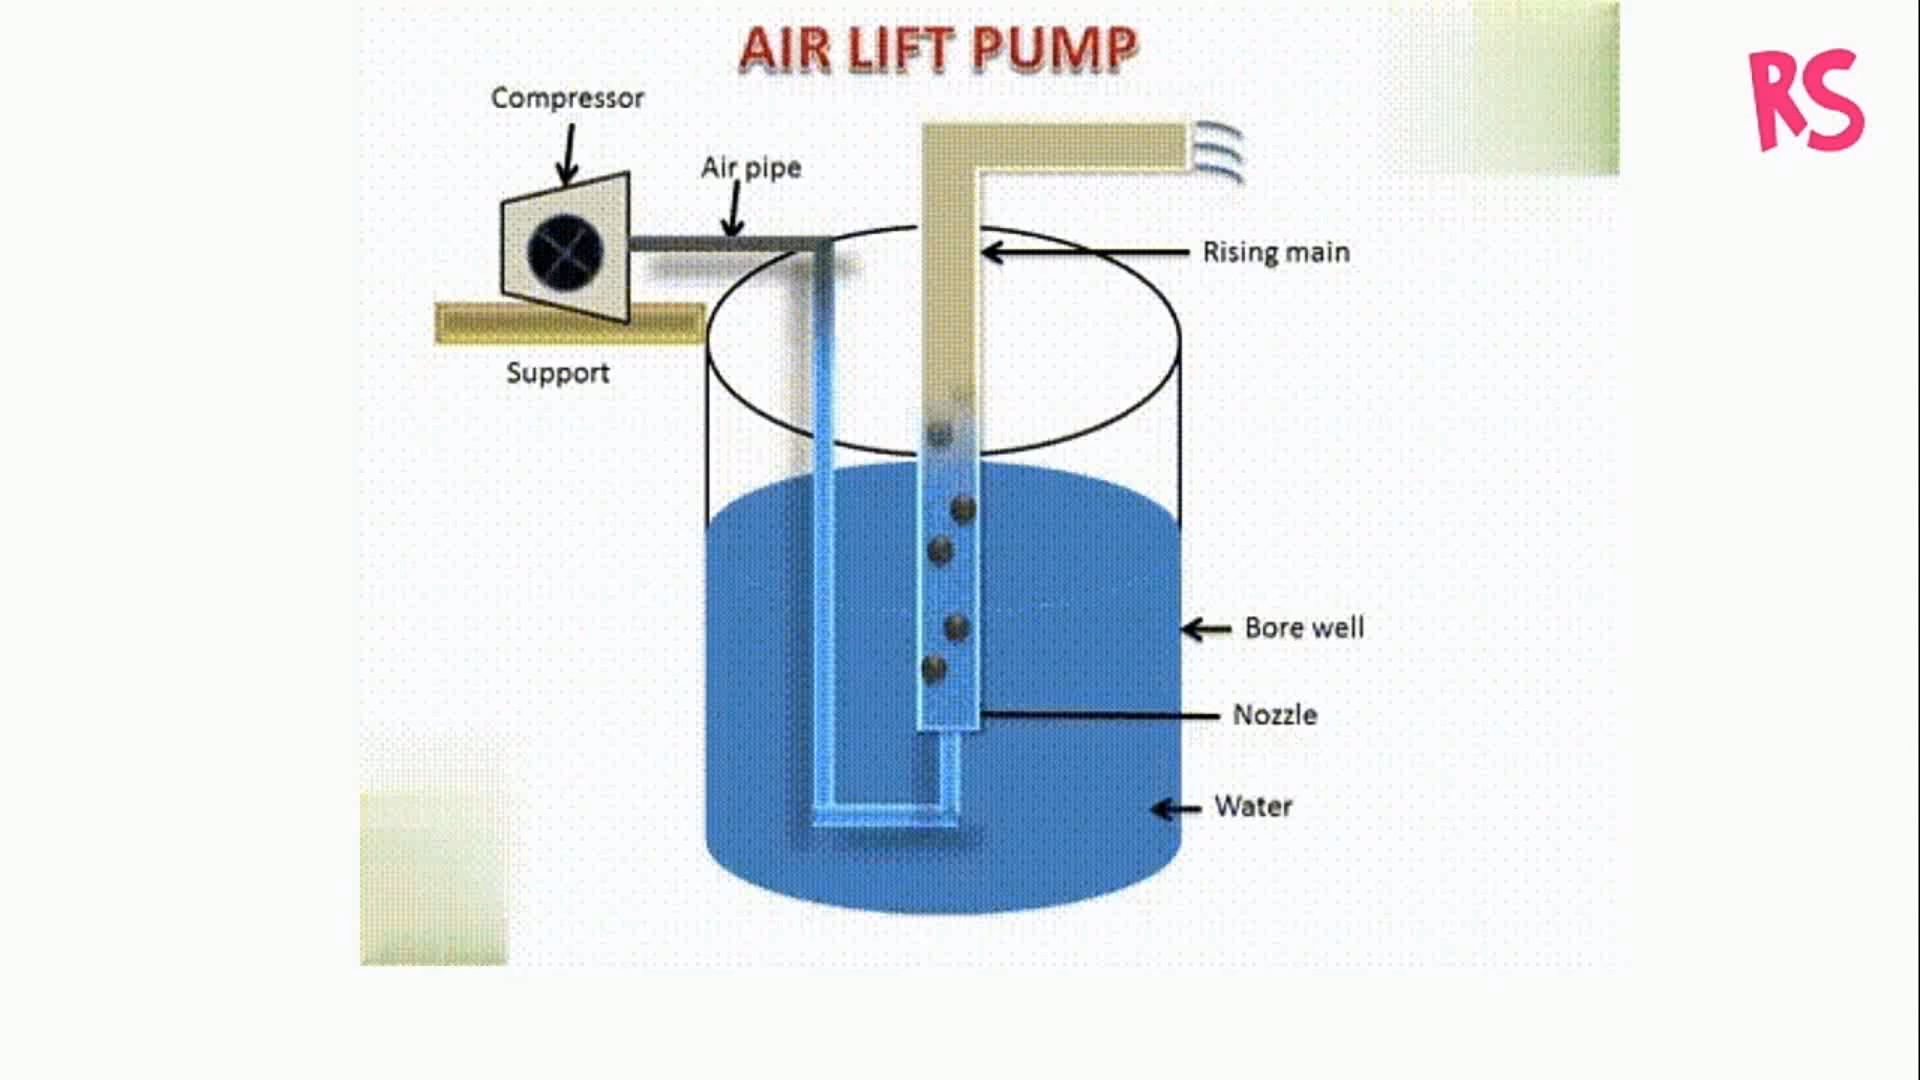 AIR LIFT PUMP
RS
Compressor
Air pipe
Rising main
Support
Bore well
Nozzle
Water